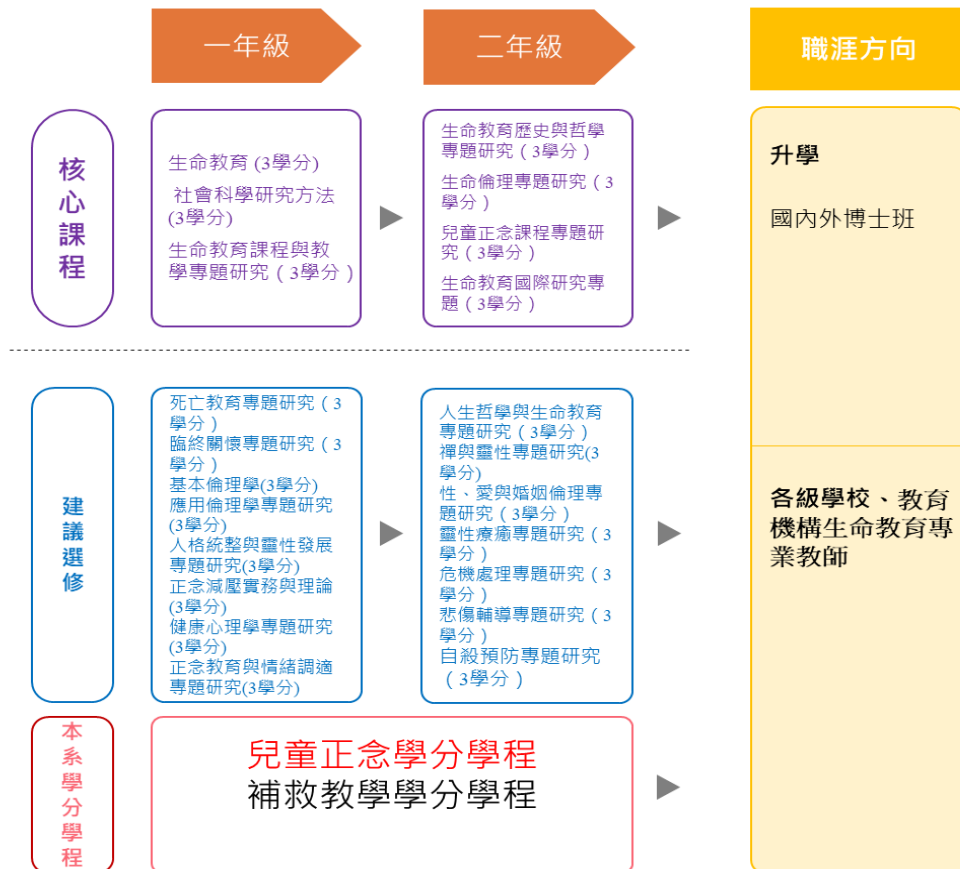 一年級
二年級
職涯方向
核
心
課
程
生命教育 (3學分)
社會科學研究方法
(3學分)
生命教育課程與教
學專題研究（3學分）
生命教育歷史與哲學
專題研究（3學分）
生命倫理專題研究（3
學分）
兒童正念課程專題研
究（3學分）
生命教育國際研究專
題（3學分）
升學
國內外博士班
建
議
選
修
死亡教育專題研究（3
學分）
臨終關懷專題研究（3
學分）
基本倫理學(3學分)
應用倫理學專題研究
(3學分)
人格統整與靈性發展
專題研究(3學分)
正念減壓實務與理論
(3學分)
健康心理學專題研究
(3學分)
正念教育與情緒調適
專題研究(3學分)
人生哲學與生命教育
專題研究（3學分）
禪與靈性專題研究(3
學分)
性、愛與婚姻倫理專
題研究（3學分）
靈性療癒專題研究（3
學分）
危機處理專題研究（3
學分）
悲傷輔導專題研究（3
學分）
自殺預防專題研究
（3學分）
各級學校、教育
機構生命教育專
業教師
本
系
學
分
學
程
兒童正念學分學程
補救教學學分學程